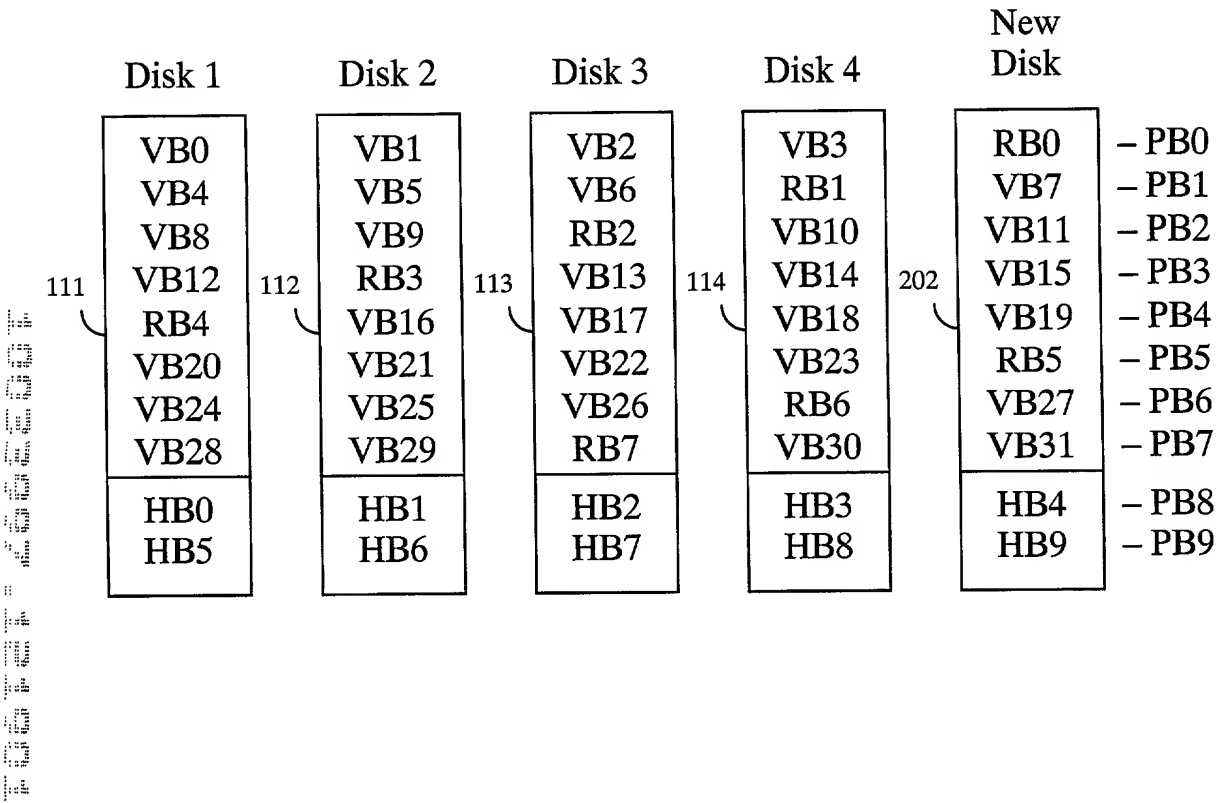 New
Disk 1 Disk 2 Disk 3 Disk 4 Disk
VB0 VB1 VB2 VB3 RB0 – PB0
VB4 VB5 VB6 RB1 VB7 – PB1
VB8 VB9 RB2 VB10 VB11 – PB2
111 VB12 112 RB3 113 VB13 114 VB14 202 VB15 – PB3
RB4 VB16 VB17 VB18 VB19 – PB4
VB20 VB21 VB22 VB23 RB5 – PB5
VB24 VB25 VB26 RB6 VB27 – PB6
VB28 VB29 RB7 VB30 VB31 – PB7
HB0 HB1 HB2 HB3 HB4 – PB8
HB5 HB6 HB7 HB8 HB9 – PB9